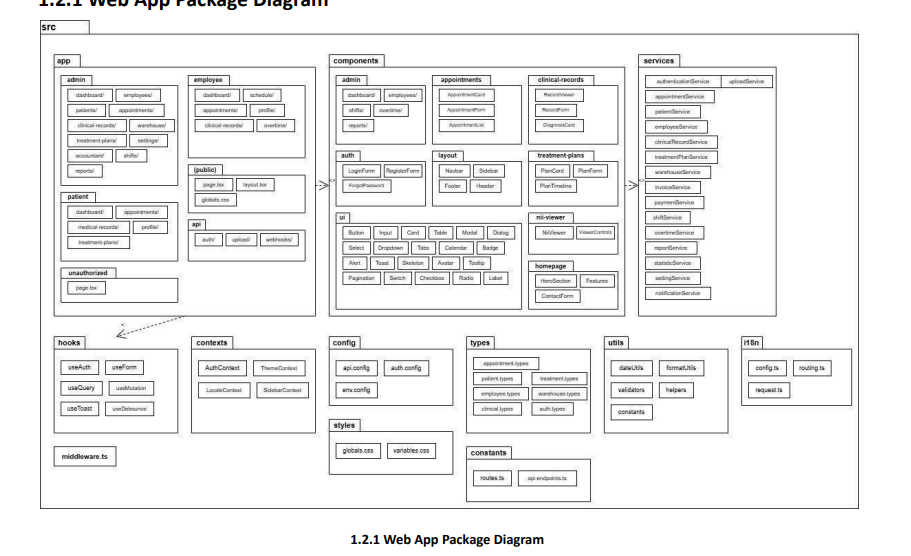 1.2.1 Web App Package Diagram
src
app
admin
dashboard/ employees/
patients/ appointments/
clinical-records/ warehouse/
treatment-plans/ settings/
accountant/ shifts/
reports/
patient
dashboard/ appointments/
medical-records/ profile/
treatment-plans/
unauthorized
page.tsx
employee
dashboard/ schedule/
appointments/ profile/
clinical-records/ overtime/
(public)
page.tsx layout.tsx
globals.css
api
auth/ upload/ webhooks/
components
admin
dashboard/ employees/
shifts/ overtime/
reports/
appointments
AppointmentCard
AppointmentForm
AppointmentList
clinical-records
RecordViewer
RecordForm
DiagnosisCard
auth
LoginForm RegisterForm
ForgotPassword
layout
Navbar Sidebar
Footer Header
treatment-plans
PlanCard PlanForm
PlanTimeline
ui
Button Input Card Table Modal Dialog
Select Dropdown Tabs Calendar Badge
Alert Toast Skeleton Avatar Tooltip
Pagination Switch Checkbox Radio Label
nii-viewer
NiiViewer ViewerControls
homepage
HeroSection Features
ContactForm
services
authenticationService uploadService
appointmentService
patientService
employeeService
clinicalRecordService
treatmentPlanService
warehouseService
invoiceService
paymentService
shiftService
overtimeService
reportService
statisticService
settingService
notificationService
hooks
useAuth useForm
useQuery useMutation
useToast useDebounce
contexts
AuthContext ThemeContext
LocaleContext SidebarContext
config
api.config auth.config
env.config
types
appointment.types
patient.types treatment.types
employee.types warehouse.types
clinical.types auth.types
utils
dateUtils formatUtils
validators helpers
constants
i18n
config.ts routing.ts
request.ts
styles
globals.css variables.css
constants
routes.ts api-endpoints.ts
middleware.ts
1.2.1 Web App Package Diagram